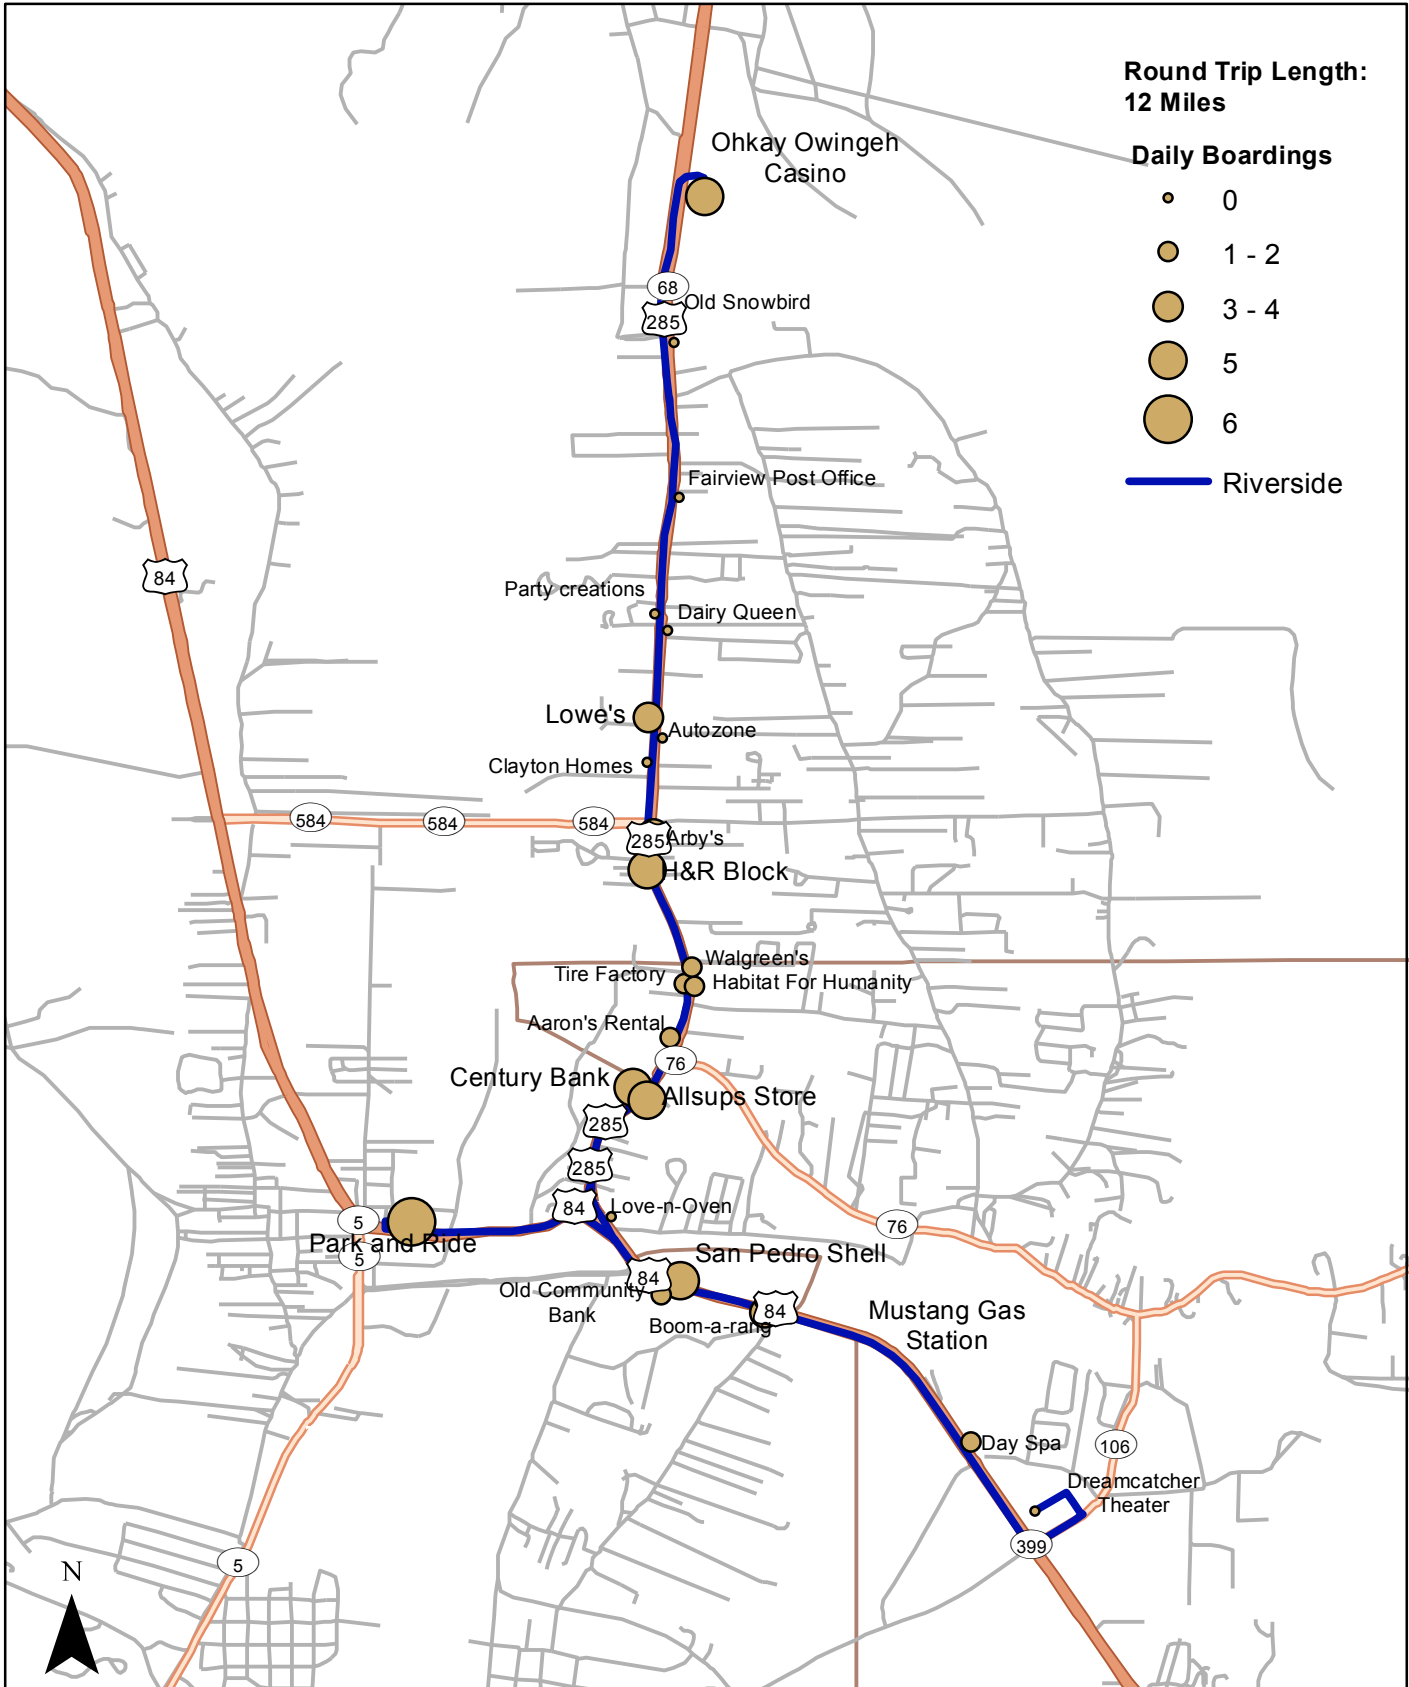 Round Trip Length:
12 Miles
Daily Boardings
0
1 - 2
3 - 4
5
6
Riverside
Ohkay Owingeh
Casino
68
Old Snowbird
285
Fairview Post Office
84
Party creations
Dairy Queen
Lowe's
Autozone
Clayton Homes
584
584
584
285
Arby's
H&R Block
Walgreen's
Tire Factory
Habitat For Humanity
Aaron's Rental
76
Century Bank
Allsups Store
285
285
84
Love-n-Oven
5
76
Park and Ride
5
San Pedro Shell
84
Old Community
Bank
Boom-a-rang
84
Mustang Gas
Station
Day Spa
106
Dreamcatcher
Theater
399
5
N